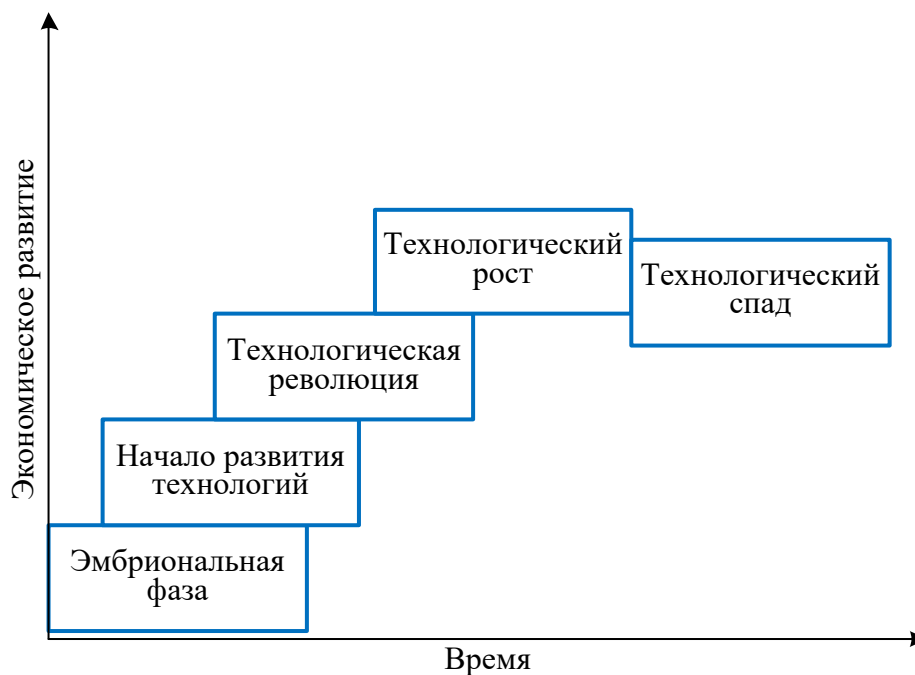 Экономическое развитие
Технологический
рост
Технологический
спад
Технологическая
революция
Начало развития
технологий
Эмбриональная
фаза
Время